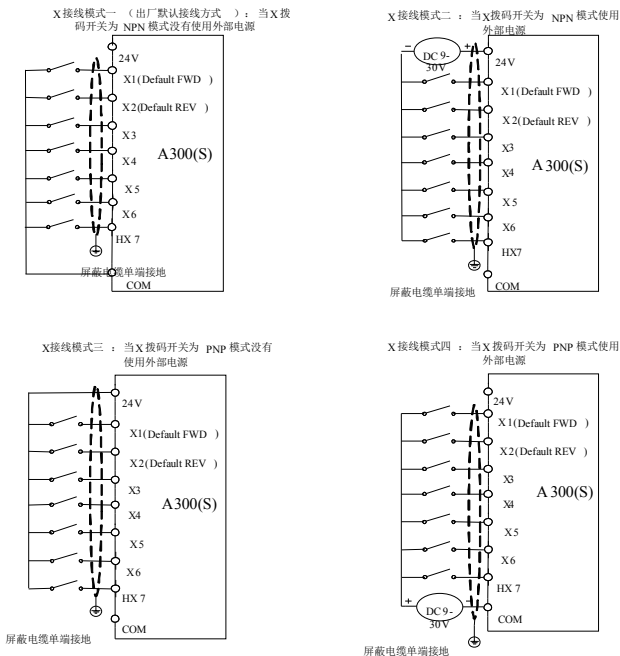 X接线模式一 （出厂默认接线方式 ）： 当X拨
码开关为 NPN 模式没有使用外部电源
24V
X1(Default FWD )
X2(Default REV )
X3
X4
A300(S)
X5
X6
HX 7
屏蔽电缆单端接地
COM
X接线模式二 ： 当X拨码开关为 NPN 模式使用
外部电源
− +
DC 9-
30V
24V
X1(Default FWD )
X2(Default REV )
X3
A300(S)
X4
X5
X6
HX7
COM
屏蔽电缆单端接地
X接线模式三 ： 当X拨码开关为 PNP 模式没有
使用外部电源
24V
X1(Default FWD )
X2(Default REV )
X3
A300(S)
X4
X5
X6
HX 7
COM
屏蔽电缆单端接地
X接线模式四 ： 当X拨码开关为 PNP 模式使用
外部电源
24V
X1(Default FWD )
X2(Default REV )
X3
A300(S)
X4
X5
X6
HX 7
+ −
DC 9-
30V
COM
屏蔽电缆单端接地